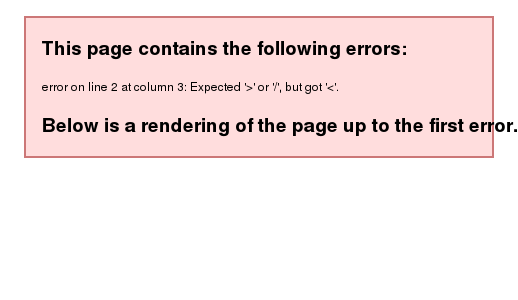 This page contains the following errors:
error on line 2 at column 3: Expected '>' or '/', but got '<'.
Below is a rendering of the page up to the first error.